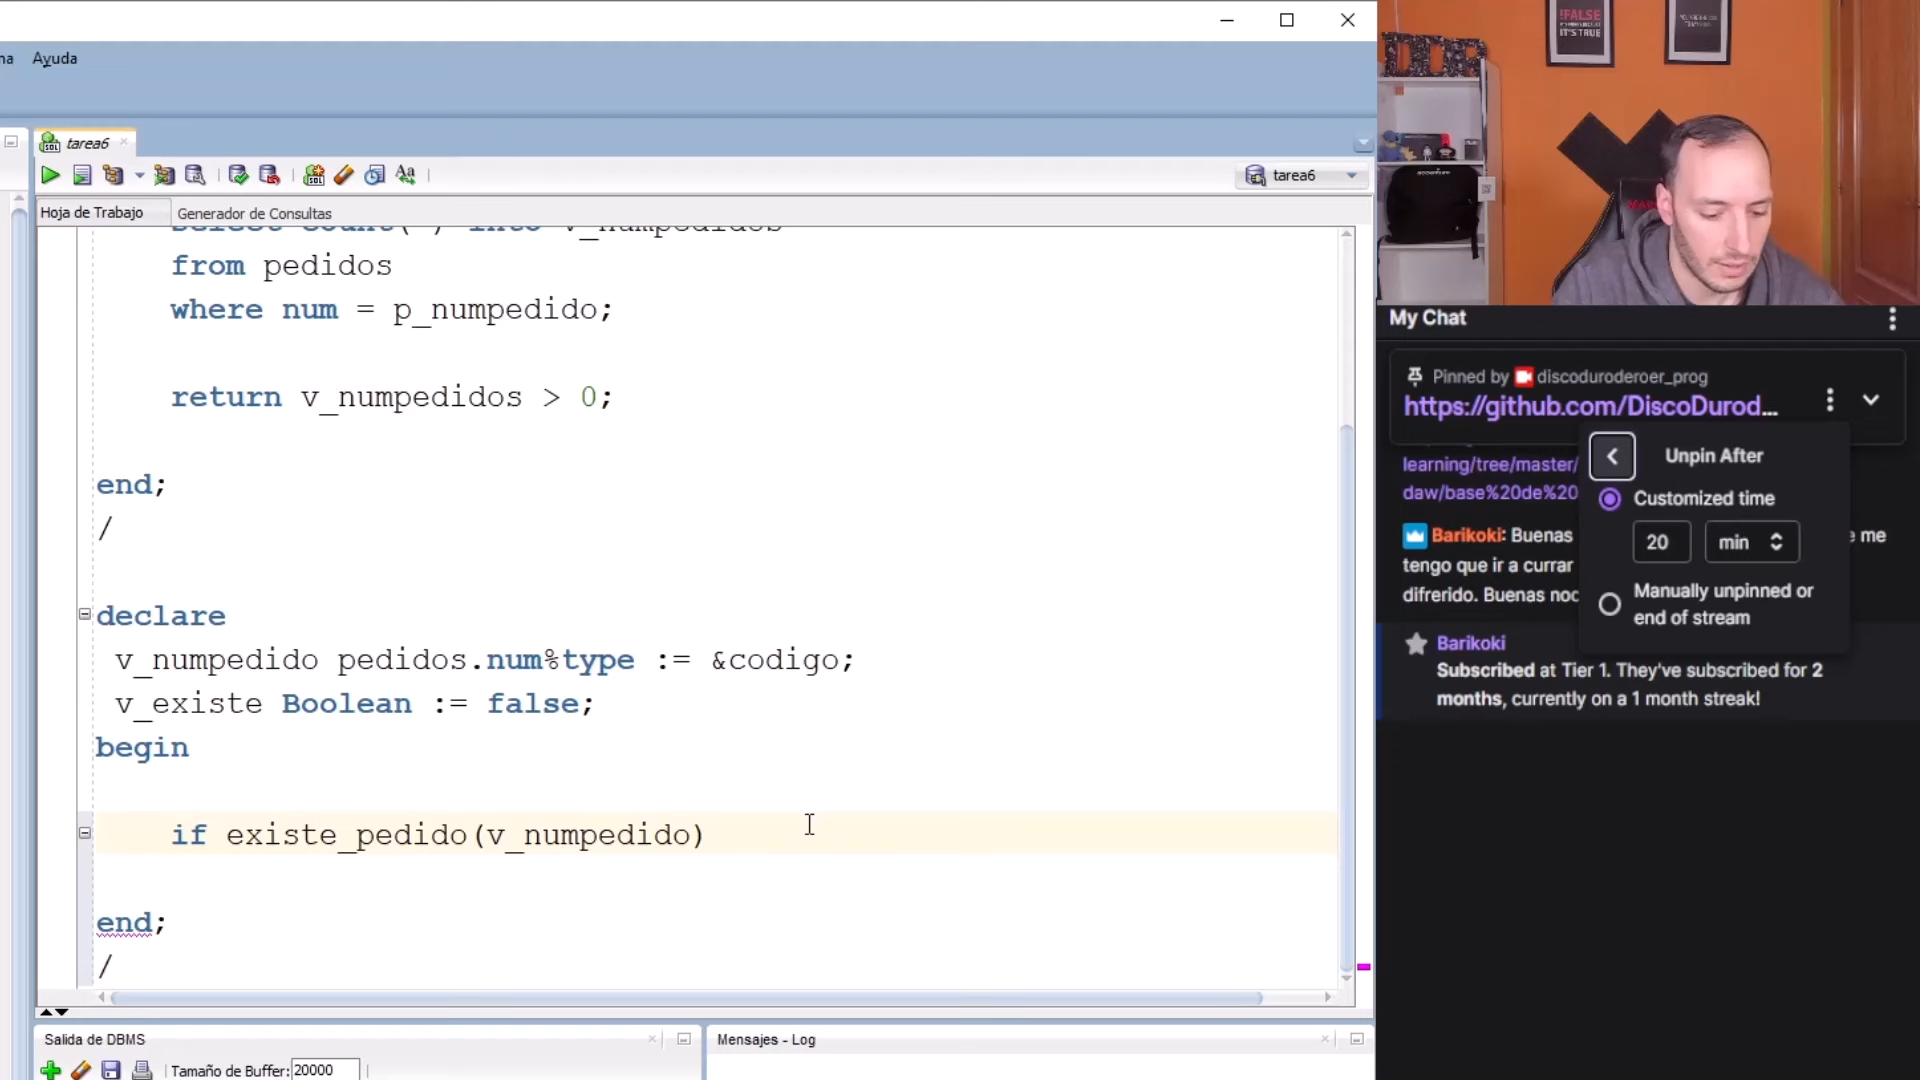 Ayuda
tarea6
tarea6
Hoja de Trabajo
Generador de Consultas
from pedidos
where num = p_numpedido;
return v_numpedidos > 0;
end;
/
declare
v_numpedido pedidos.num%type := &codigo;
v_existe Boolean := false;
begin
if existe_pedido(v_numpedido)
end;
/
Salida de DBMS
Tamaño de Buffer: 20000
Mensajes - Log
!FALSE
IT'S TRUE
My Chat
Pinned by discoduroderoer_prog
https://github.com/DiscoDurod...
learning/tree/master/
daw/base%20de%20
Barikoki: Buenas
e me
tengo que ir a currar
difrerido. Buenas noc
Unpin After
Customized time
20 min
Manually unpinned or
end of stream
Barikoki
Subscribed at Tier 1. They've subscribed for 2
months, currently on a 1 month streak!